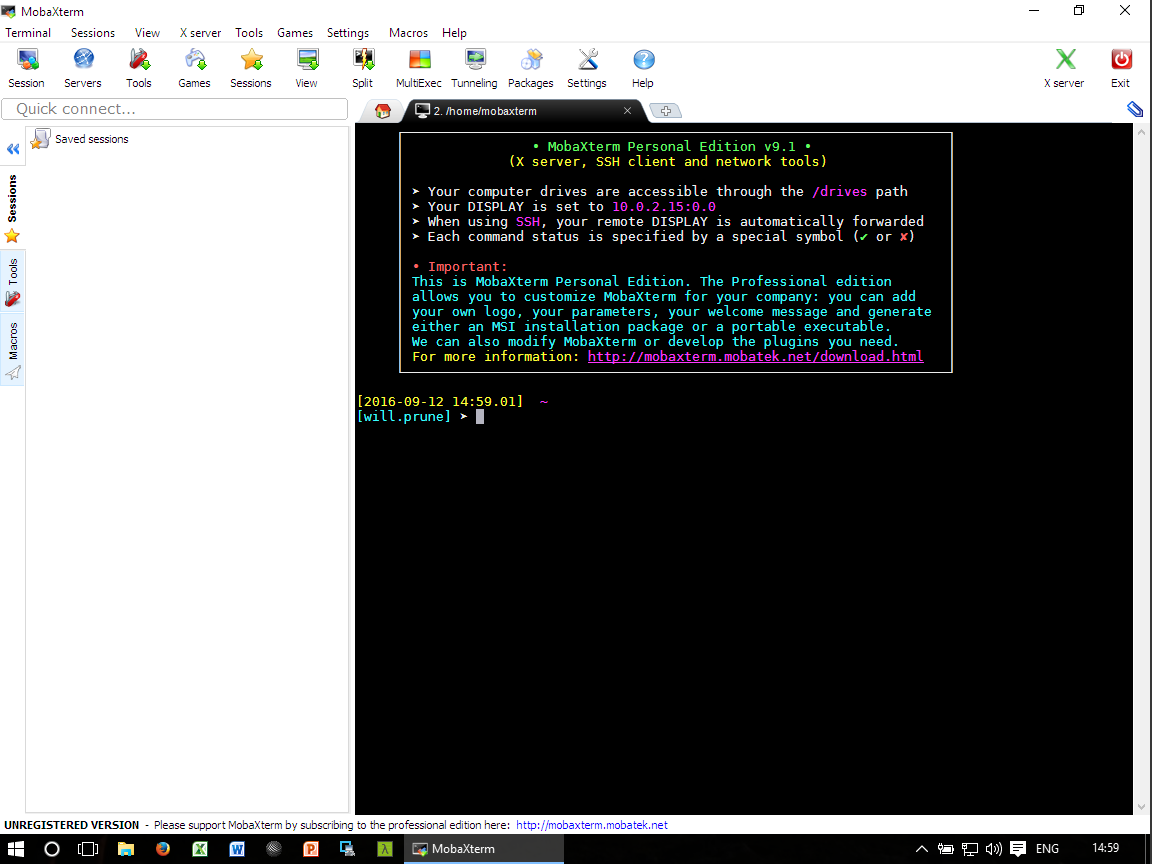 MobaXterm
Terminal Sessions View X server Tools Games Settings Macros Help
Session Servers Tools Games Sessions View Split MultiExec Tunneling Packages Settings Help X server Exit
Quick connect...
2. /home/mobaxterm
Saved sessions
Sessions
Tools
Macros
• MobaXterm Personal Edition v9.1 •
(X server, SSH client and network tools)
➤ Your computer drives are accessible through the /drives path
➤ Your DISPLAY is set to 10.0.2.15:0.0
➤ When using SSH, your remote DISPLAY is automatically forwarded
➤ Each command status is specified by a special symbol (✔ or ✘)
• Important:
This is MobaXterm Personal Edition. The Professional edition
allows you to customize MobaXterm for your company: you can add
your own logo, your parameters, your welcome message and generate
either an MSI installation package or a portable executable.
We can also modify MobaXterm or develop the plugins you need.
For more information: http://mobaxterm.mobatek.net/download.html
[2016-09-12 14:59.01] ~
[will.prune] ➤
UNREGISTERED VERSION - Please support MobaXterm by subscribing to the professional edition here: http://mobaxterm.mobatek.net
MobaXterm
ENG
14:59